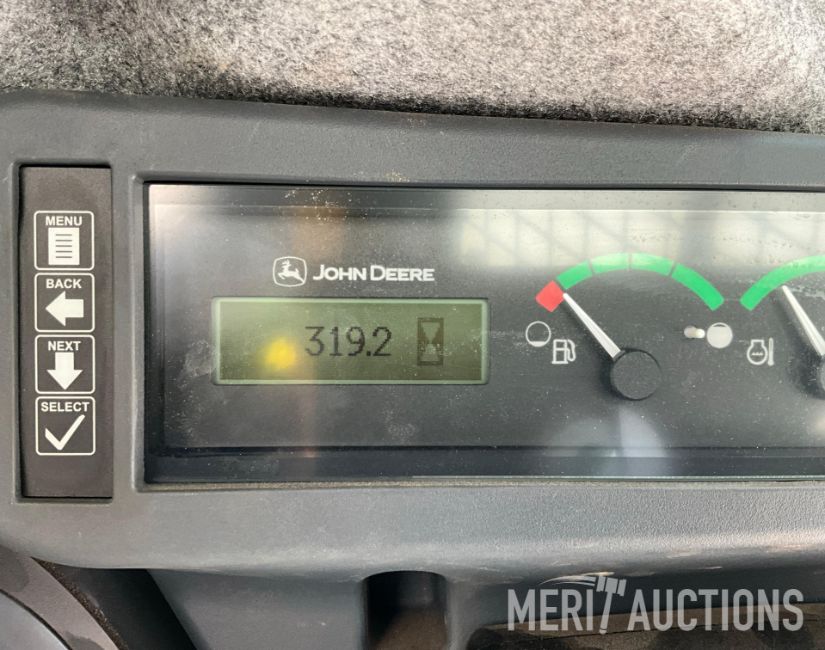 MENU
BACK
NEXT
SELECT
JOHN DEERE
319.2
MERIT AUCTIONS